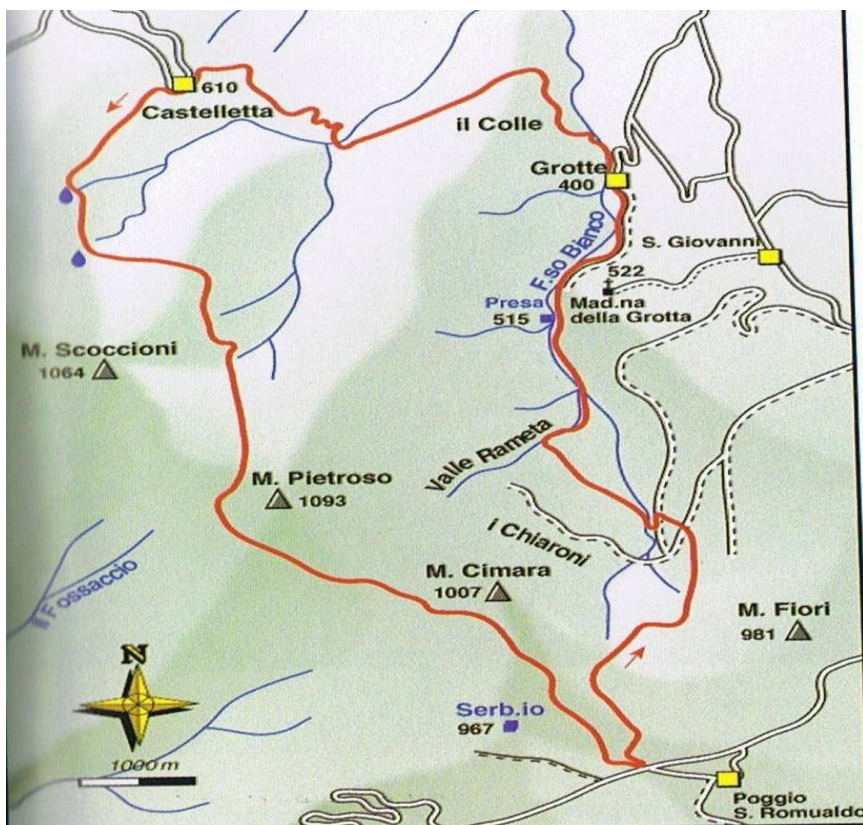 610
Castelletta
il Colle
Grotte
400
S. Giovanni
F.so Bianco
522
Presa
515
Mad.na
della Grotta
M. Scoccioni
1064
Valle Rameta
M. Pietroso
1093
i Chiaroni
M. Cimara
1007
M. Fiori
981
Il Fossaccio
N
Serb.io
967
1000 m
Poggio
S. Romualdo